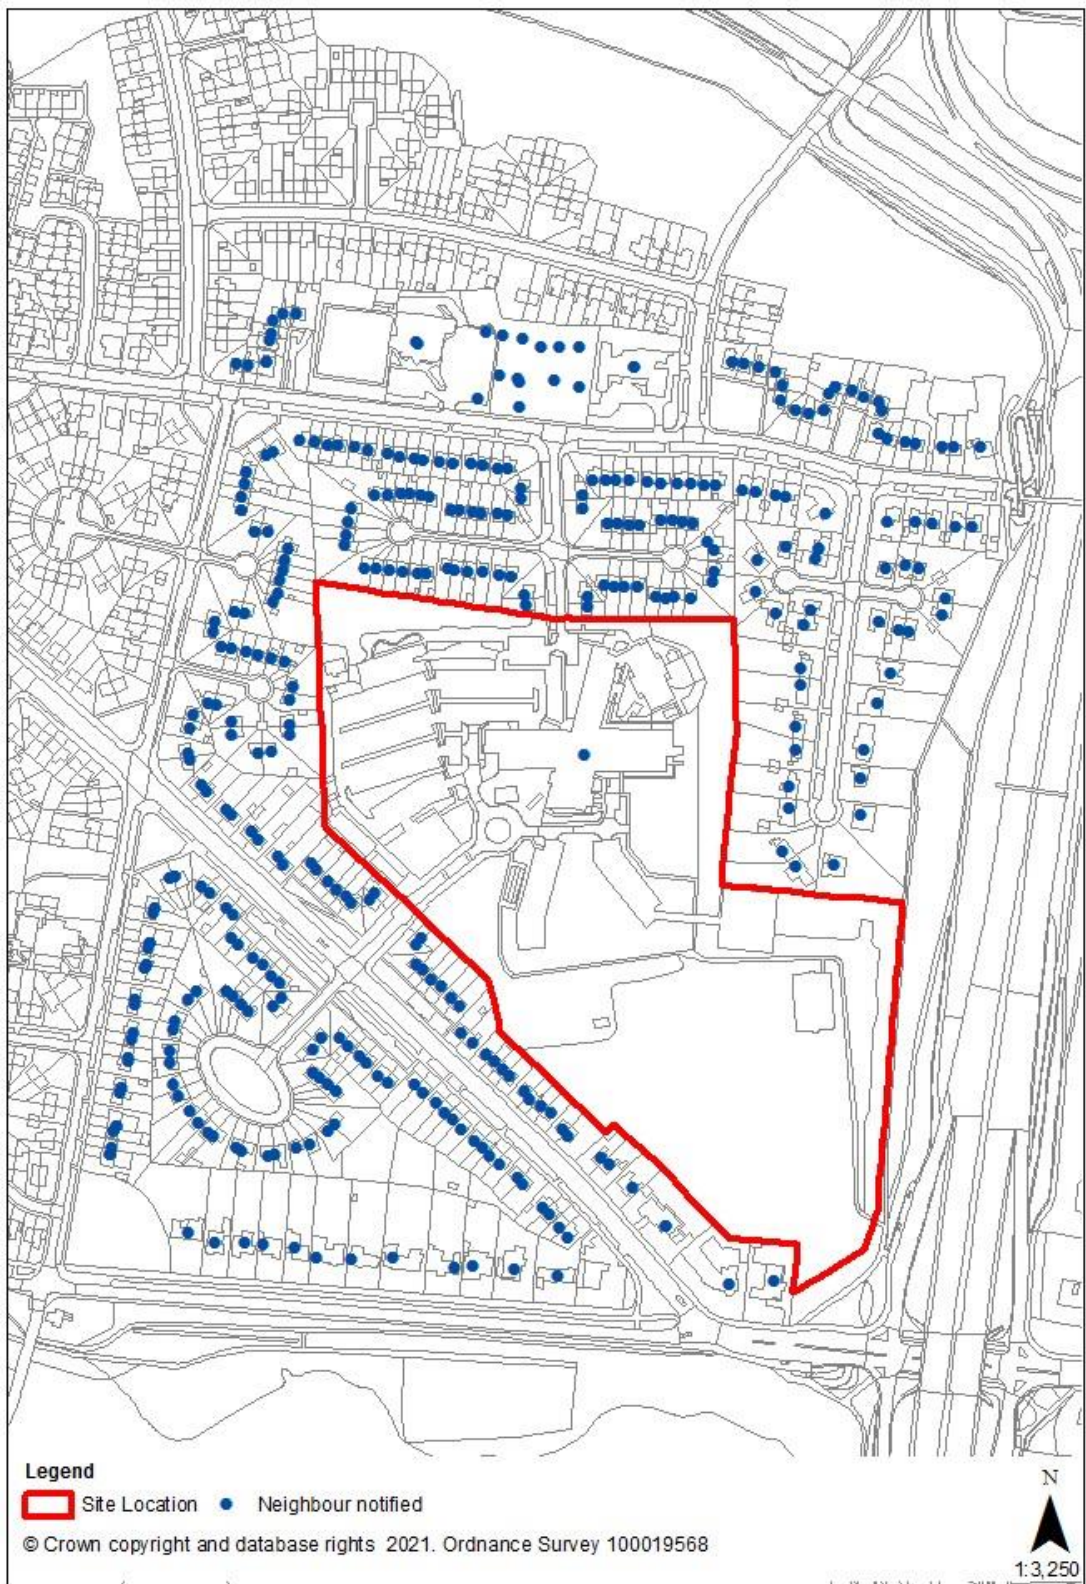 Legend
Site Location Neighbour notified
© Crown copyright and database rights 2021. Ordnance Survey 100019568
N
1:3,250